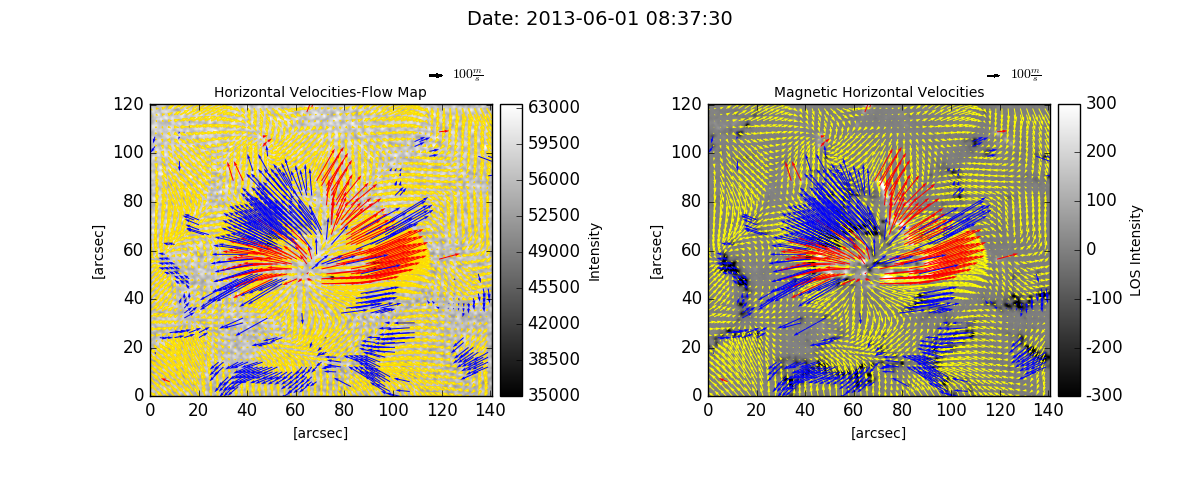 Date: 2013-06-01 08:37:30
100 m/s
100 m/s
Horizontal Velocities-Flow Map
Magnetic Horizontal Velocities
120
100
80
60
40
20
0
[arcsec]
0 20 40 60 80 100 120 140
[arcsec]
63000
59500
56000
52500
49000
45500
42000
38500
35000
Intensity
120
100
80
60
40
20
0
[arcsec]
0 20 40 60 80 100 120 140
[arcsec]
300
200
100
0
-100
-200
-300
LOS Intensity